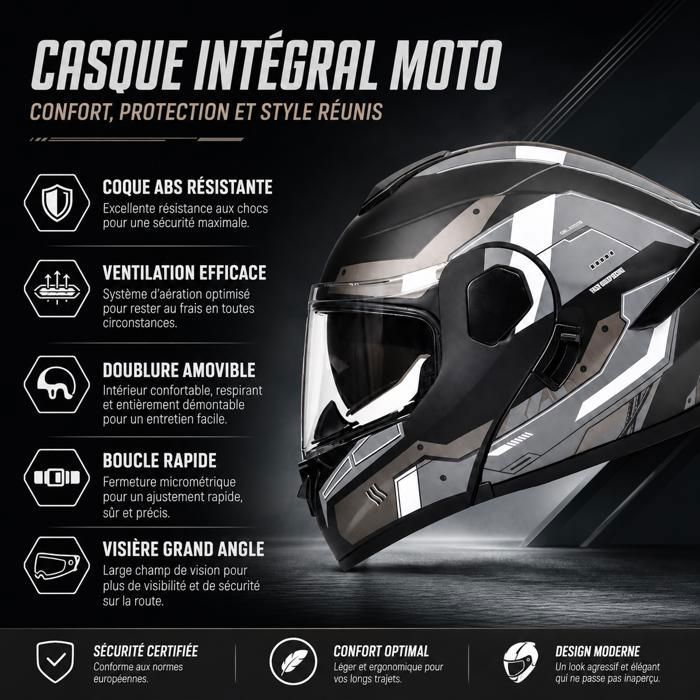 CASQUE INTÉGRAL MOTO
CONFORT, PROTECTION ET STYLE RÉUNIS
COQUE ABS RÉSISTANTE
Excellente résistance aux chocs
pour une sécurité maximale.
VENTILATION EFFICACE
Système d'aération optimisé
pour rester au frais en toutes
circonstances.
DOUBLURE AMOVIBLE
Intérieur confortable, respirant
et entièrement démontable
pour un entretien facile.
BOUCLE RAPIDE
Fermeture micrométrique
pour un ajustement rapide,
sûr et précis.
VISIÈRE GRAND ANGLE
Large champ de vision pour
plus de visibilité et de sécurité
sur la route.
SÉCURITÉ CERTIFIÉE
Conforme aux normes
européennes.
CONFORT OPTIMAL
Léger et ergonomique pour
vos longs trajets.
DESIGN MODERNE
Un look agressif et élégant
qui ne passe pas inaperçu.